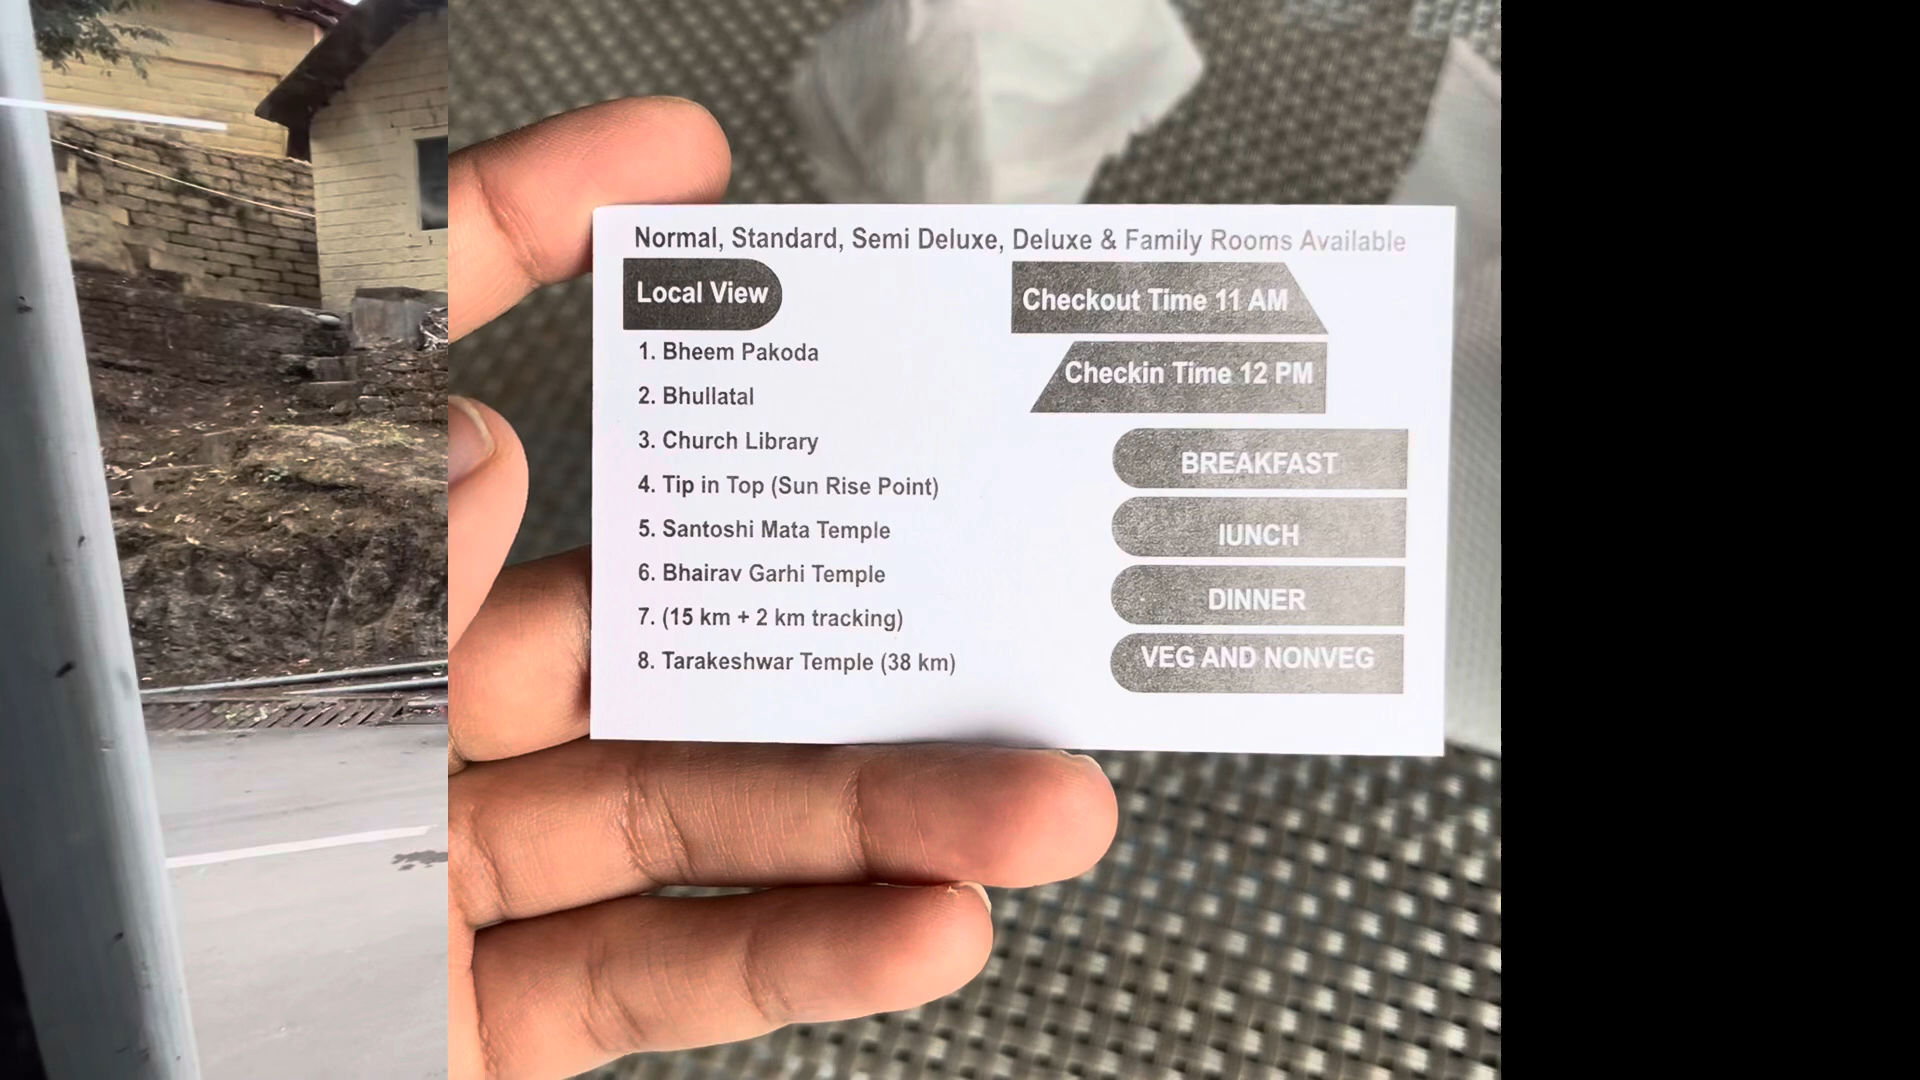 Normal, Standard, Semi Deluxe, Deluxe & Family Rooms Available
Local View
1. Bheem Pakoda
2. Bhullatal
3. Church Library
4. Tip in Top (Sun Rise Point)
5. Santoshi Mata Temple
6. Bhairav Garhi Temple
7. (15 km + 2 km tracking)
8. Tarakeshwar Temple (38 km)
Checkout Time 11 AM
Checkin Time 12 PM
BREAKFAST
lUNCH
DINNER
VEG AND NONVEG